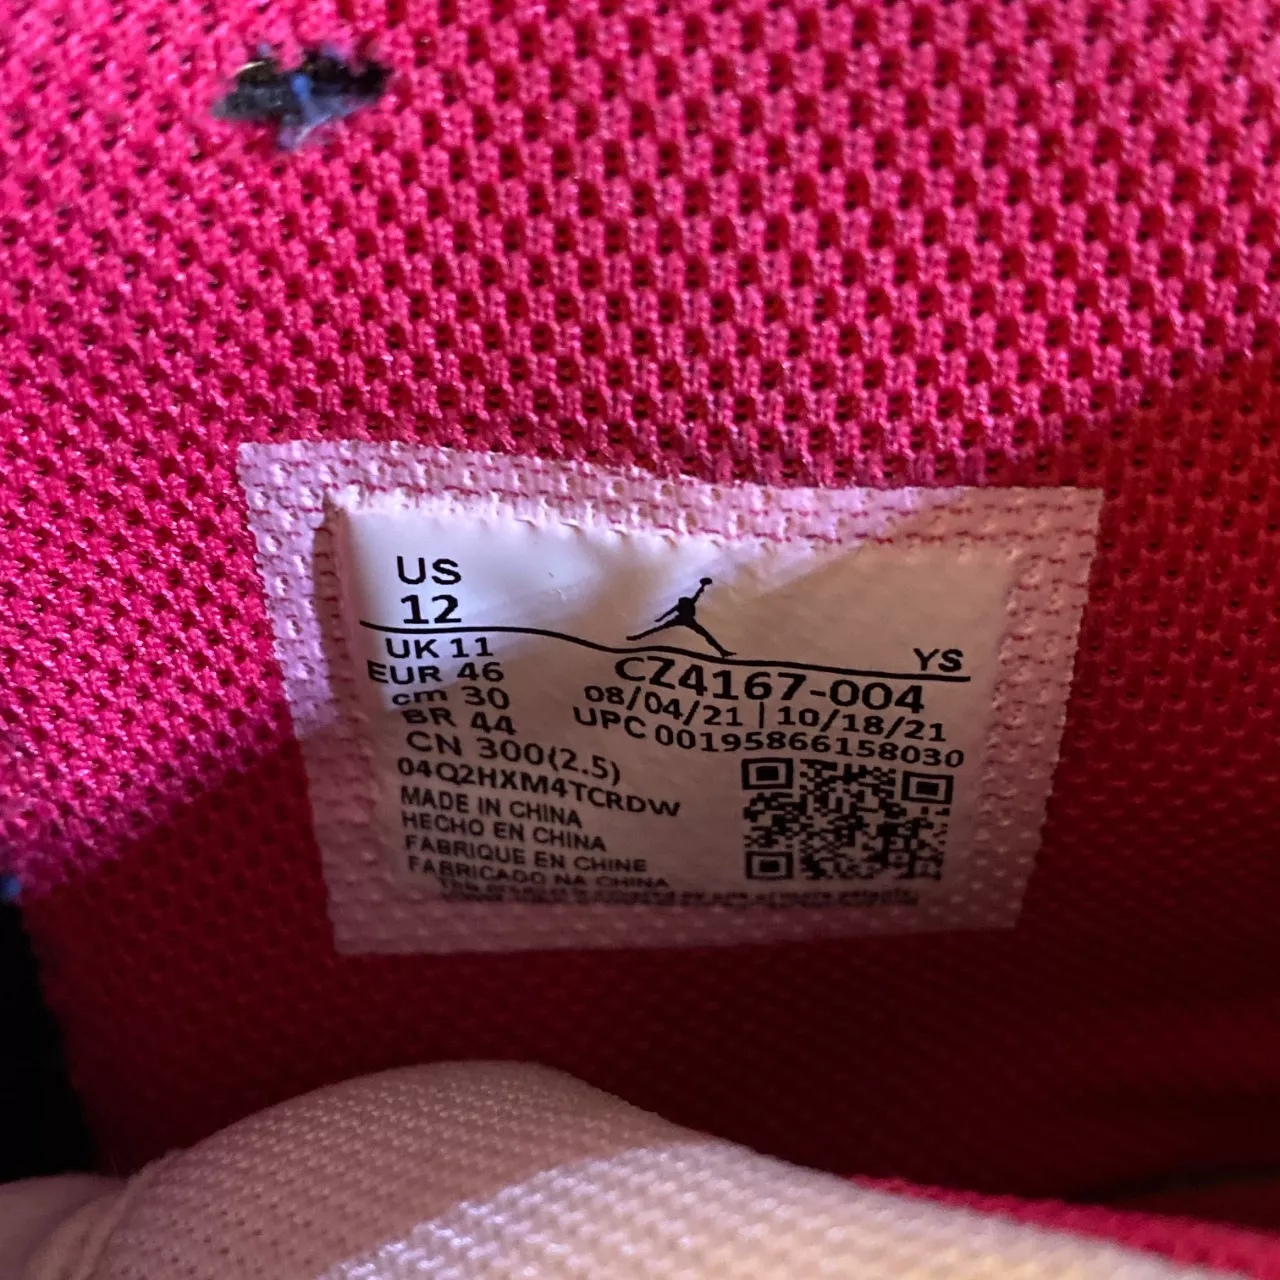 US
12
UK 11
EUR 46
cm 30
BR 44
CN 300(2.5)
04Q2HXM4TCRDW
MADE IN CHINA
HECHO EN CHINA
FABRIQUE EN CHINE
FABRICADO NA CHINA
YS
CZ4167-004
08/04/21 | 10/18/21
UPC 00195866158030